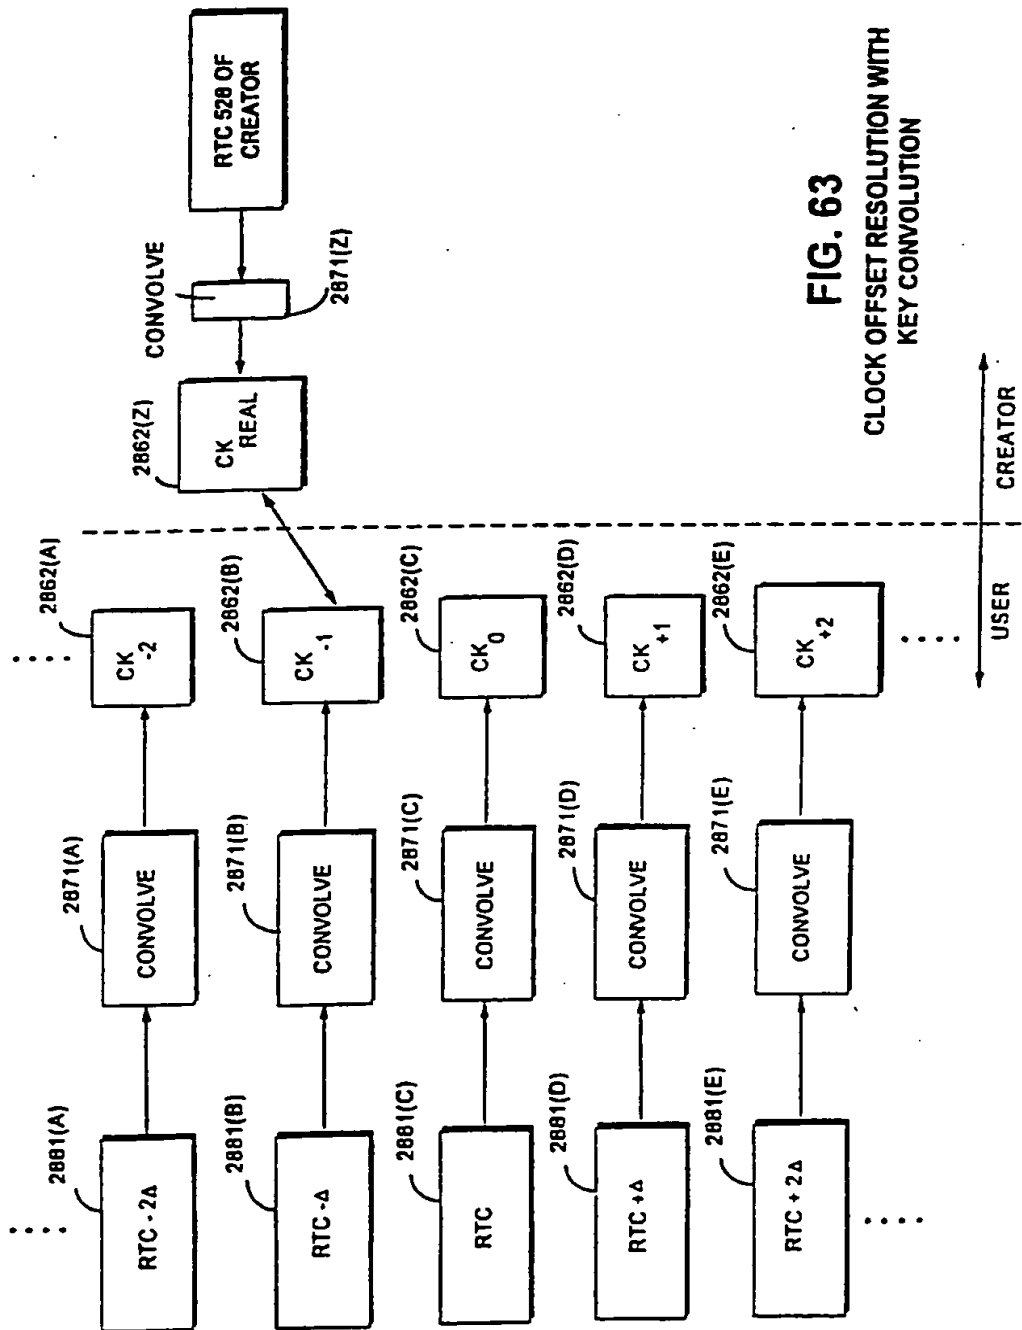 RTC 528 OF
CREATOR
CONVOLVE
2871(Z)
2862(Z)
CK REAL
2862(A)
CK -2
2871(A)
CONVOLVE
2881(A)
RTC - 2Δ
2862(B)
CK -1
2871(B)
CONVOLVE
2881(B)
RTC - Δ
2862(C)
CK 0
2871(C)
CONVOLVE
2881(C)
RTC
2862(D)
CK +1
2871(D)
CONVOLVE
2881(D)
RTC + Δ
2862(E)
CK +2
2871(E)
CONVOLVE
2881(E)
RTC + 2Δ
USER
CREATOR
FIG. 63
CLOCK OFFSET RESOLUTION WITH
KEY CONVOLUTION